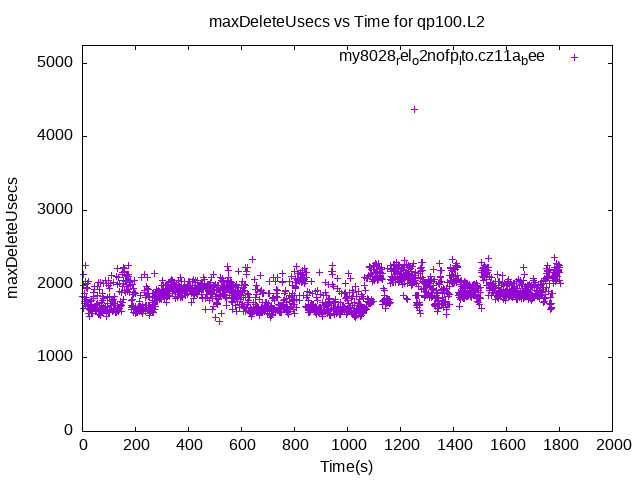 maxDeleteUsecs vs Time for qp100.L2
my8028relo2nofplto.cz11abee
5000
4000
3000
2000
1000
0
maxDeleteUsecs
0 200 400 600 800 1000 1200 1400 1600 1800 2000
Time(s)